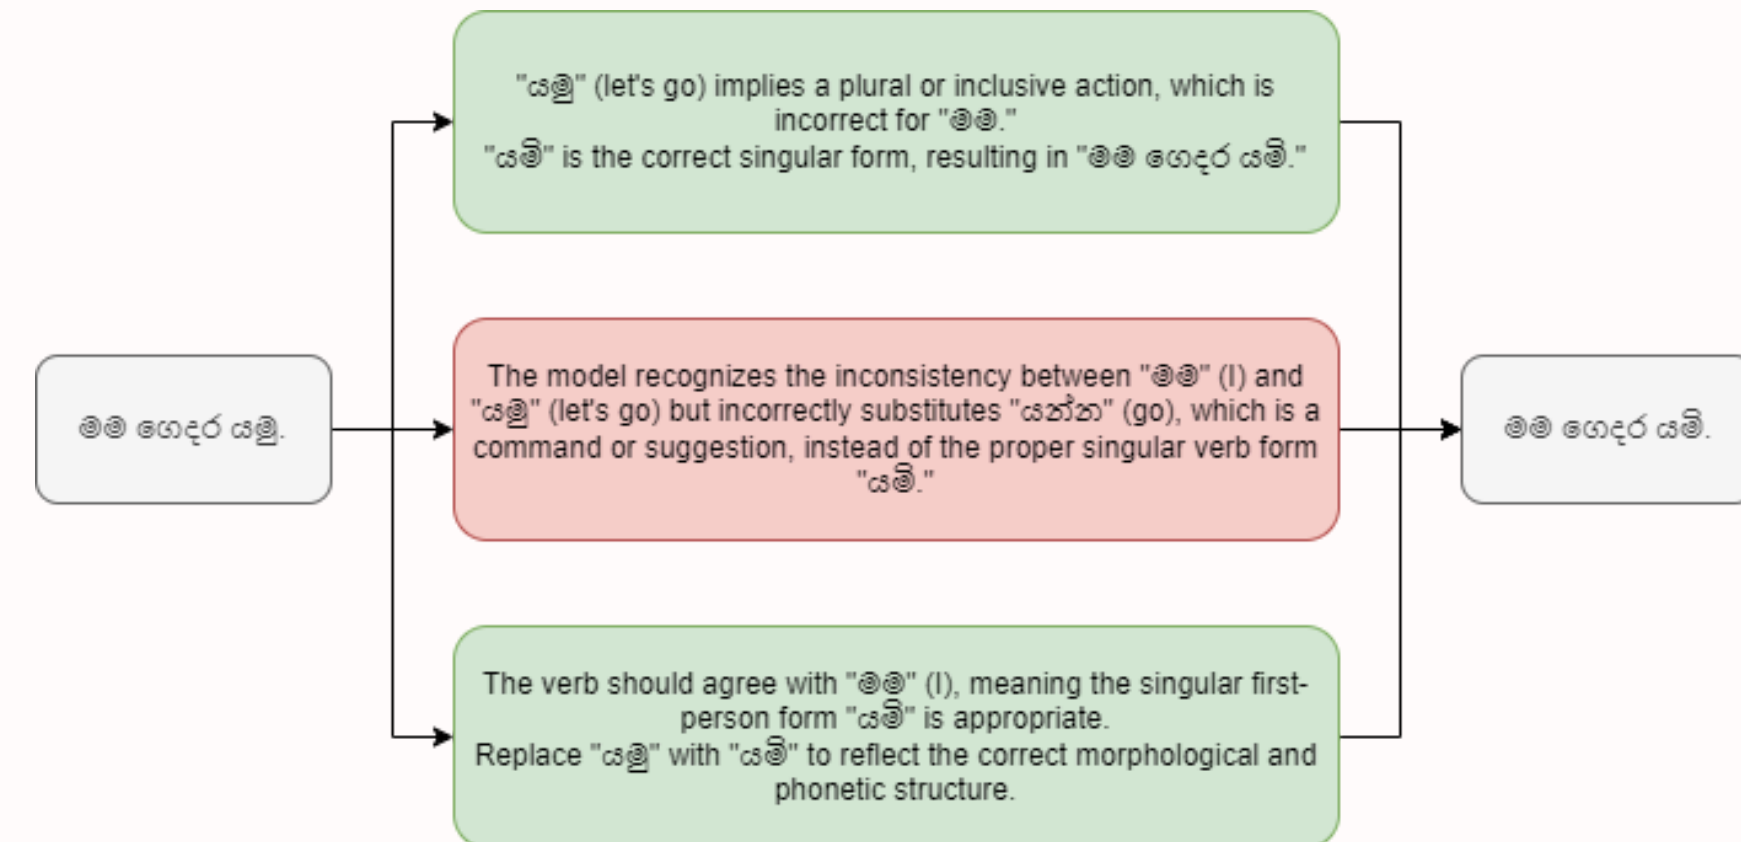 "යමු" (let's go) implies a plural or inclusive action, which is
incorrect for "මම."
"යමි" is the correct singular form, resulting in "මම ගෙදර යමි."
මම ගෙදර යමු.
The model recognizes the inconsistency between "මම" (I) and
"යමු" (let's go) but incorrectly substitutes "යන්න" (go), which is a
command or suggestion, instead of the proper singular verb form
"යමි."
මම ගෙදර යමි.
The verb should agree with "මම" (I), meaning the singular first-
person form "යමි" is appropriate.
Replace "යමු" with "යමි" to reflect the correct morphological and
phonetic structure.